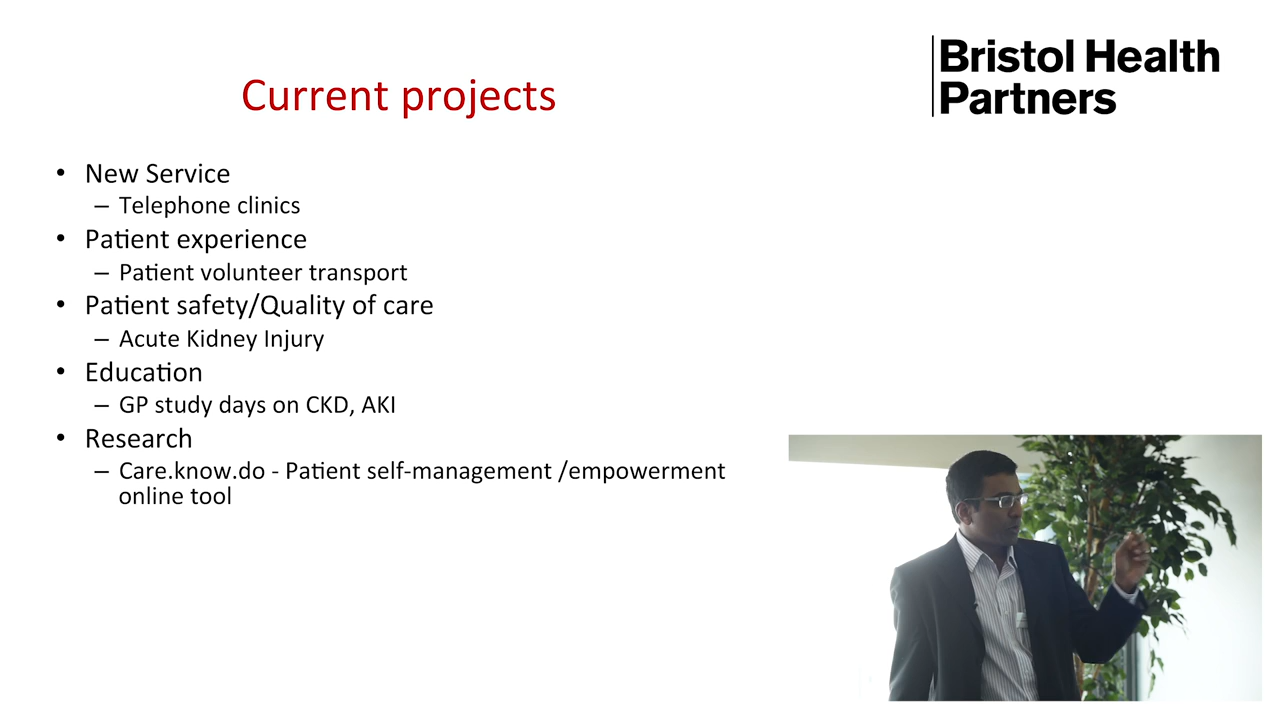 Bristol Health
Partners
Current projects
• New Service
– Telephone clinics
• Patient experience
– Patient volunteer transport
• Patient safety/Quality of care
– Acute Kidney Injury
• Education
– GP study days on CKD, AKI
• Research
– Care.know.do - Patient self-management /empowerment
online tool